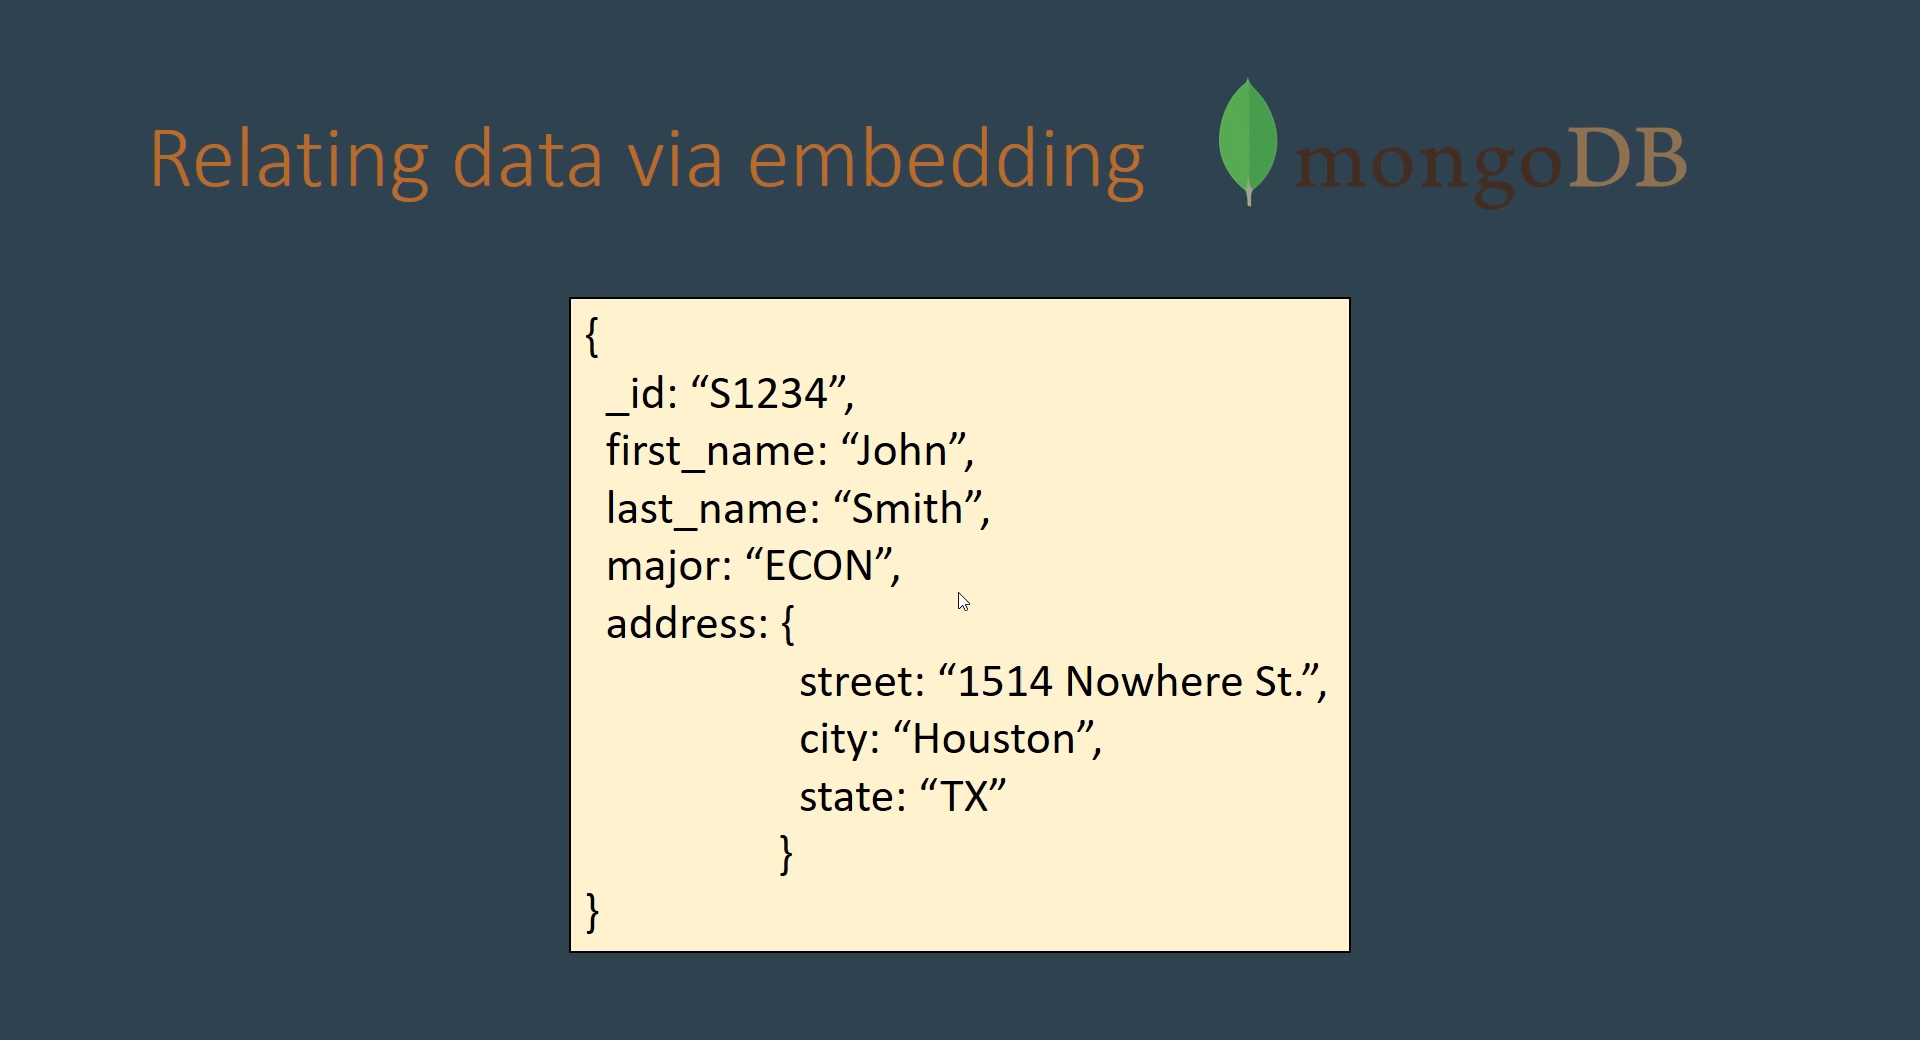 Relating data via embedding
mongoDB
{
_id: “S1234”,
first_name: “John”,
last_name: “Smith”,
major: “ECON”,
address: {
street: “1514 Nowhere St.”,
city: “Houston”,
state: “TX”
}
}